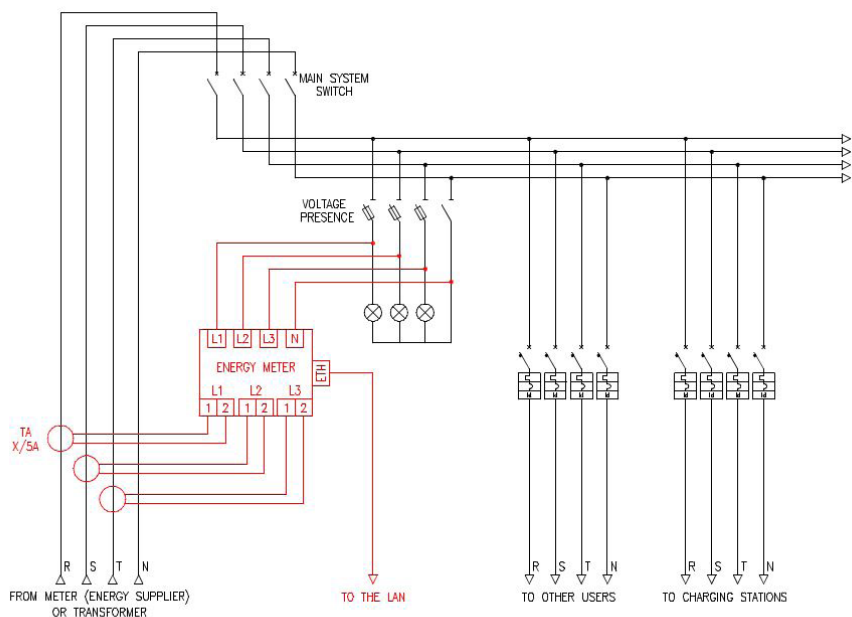 MAIN SYSTEM
SWITCH
VOLTAGE
PRESENCE
L1 L2 L3 N
ENERGY METER
ETH
L1 L2 L3
1 2 1 2 1 2
TA
X/5A
R S T N
FROM METER (ENERGY SUPPLIER)
OR TRANSFORMER
TO THE LAN
R S T N
TO OTHER USERS
R S T N
TO CHARGING STATIONS